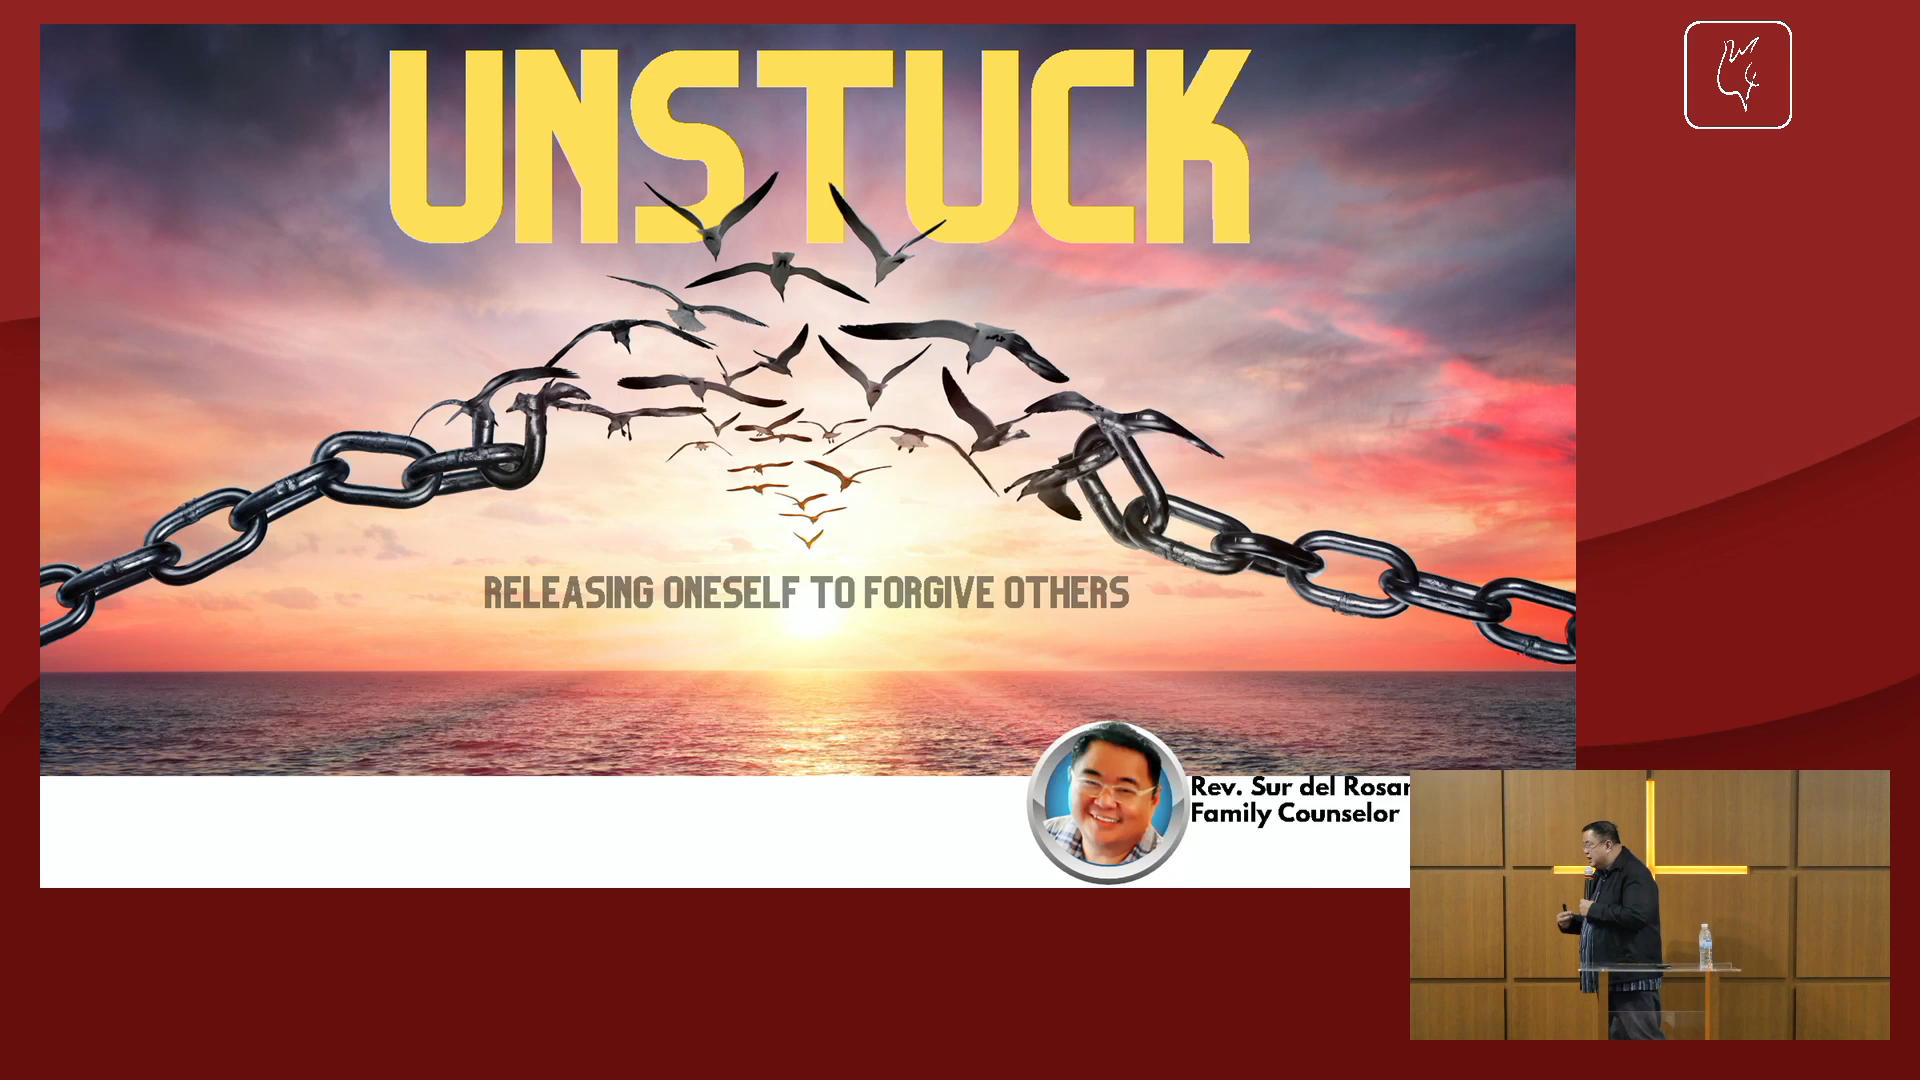 UNSTUCK
RELEASING ONESELF TO FORGIVE OTHERS
Rev. Sur del Rosar
Family Counselor